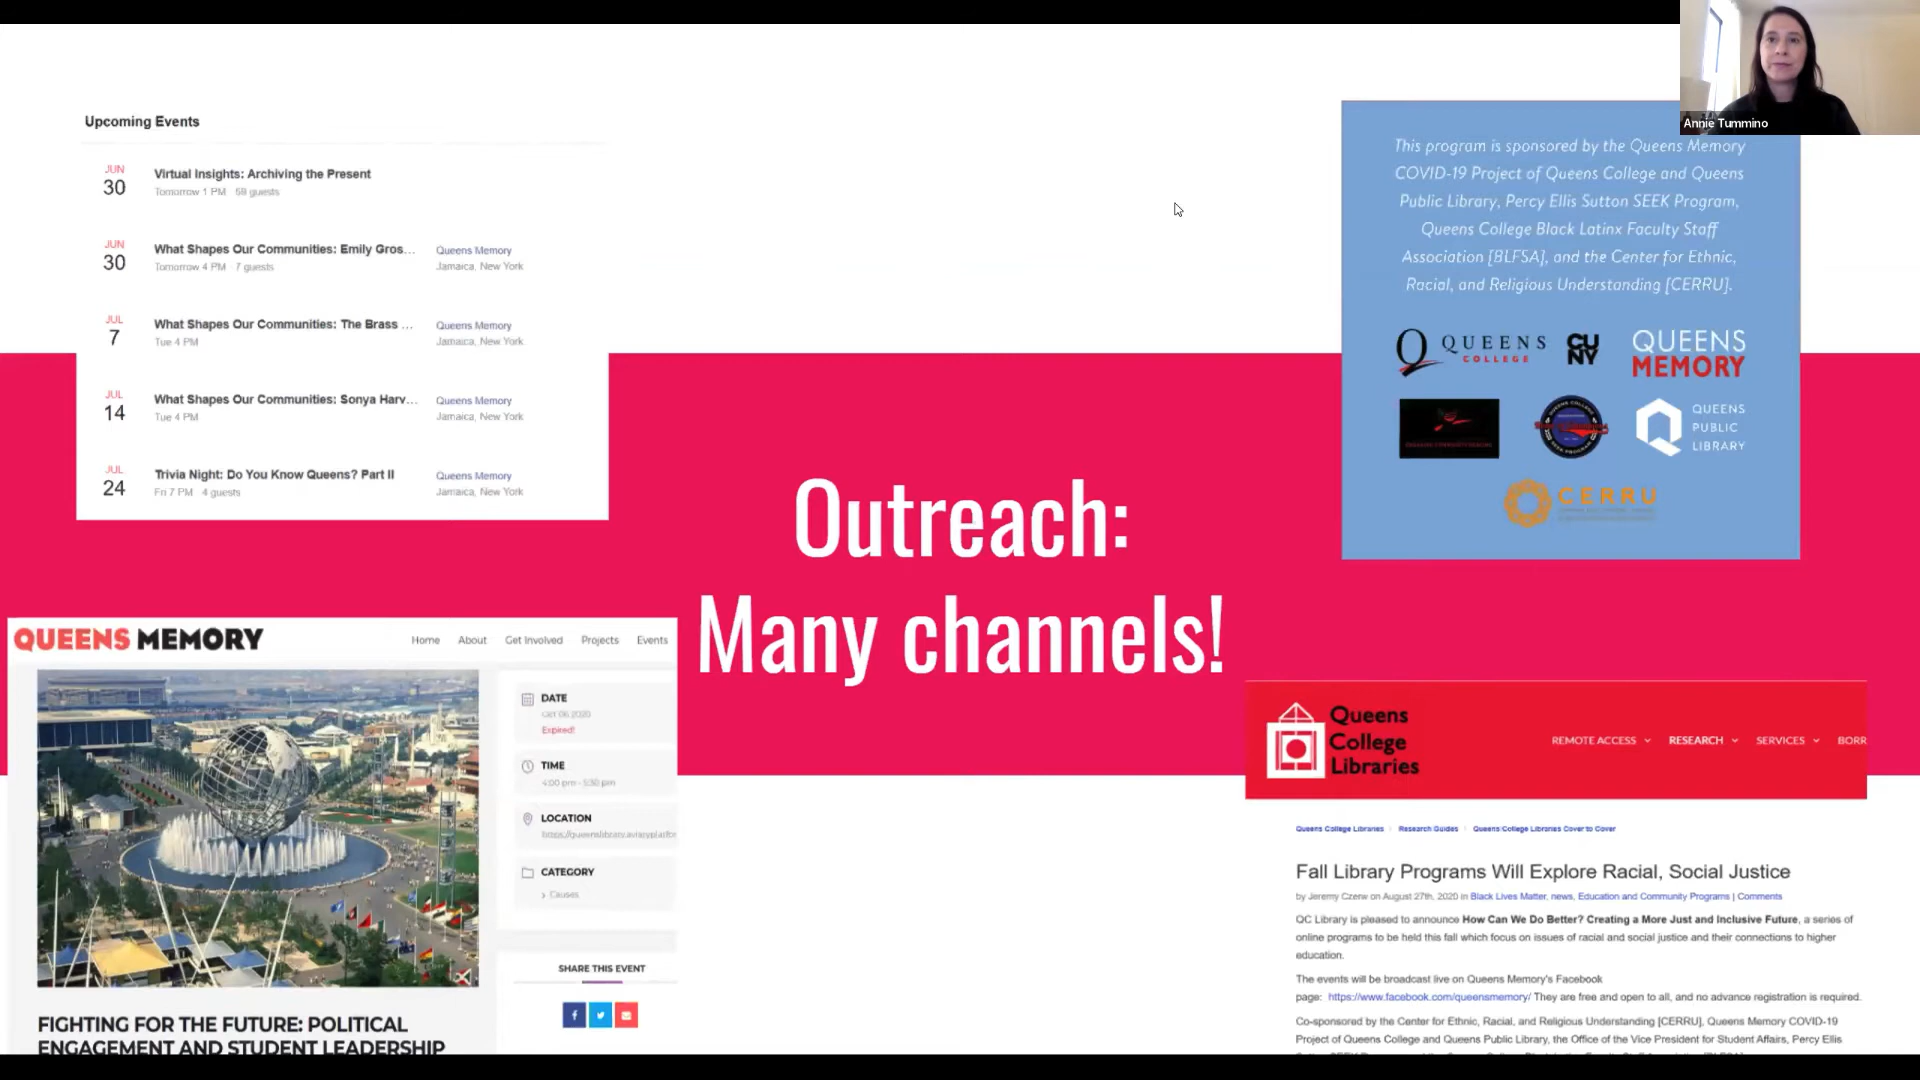 Annie Tummino
Upcoming Events
JUN
30
Virtual Insights: Archiving the Present
Tomorrow 1 PM 59 guests
JUN
30
What Shapes Our Communities: Emily Gros...
Tomorrow 4 PM 7 guests
Queens Memory
Jamaica, New York
JUL
7
What Shapes Our Communities: The Brass ...
Tue 4 PM
Queens Memory
Jamaica, New York
JUL
14
What Shapes Our Communities: Sonya Harv...
Tue 4 PM
Queens Memory
Jamaica, New York
JUL
24
Trivia Night: Do You Know Queens? Part II
Fri 7 PM 4 guests
Queens Memory
Jamaica, New York
This program is sponsored by the Queens Memory
COVID-19 Project of Queens College and Queens
Public Library, Percy Ellis Sutton SEEK Program,
Queens College Black Latinx Faculty Staff
Association [BLFSA], and the Center for Ethnic,
Racial, and Religious Understanding [CERRU].
QUEENS
COLLEGE
CU
NY
QUEENS
MEMORY
QUEENS
PUBLIC
LIBRARY
CERRU
Outreach:
Many channels!
QUEENS MEMORY
Home About Get Involved Projects Events
DATE
Oct 06 2020
Expired!
TIME
4:00 pm - 5:30 pm
LOCATION
CATEGORY
Causes
SHARE THIS EVENT
FIGHTING FOR THE FUTURE: POLITICAL
ENGAGEMENT AND STUDENT LEADERSHIP
Queens
College
Libraries
REMOTE ACCESS RESEARCH SERVICES BORR
Queens College Libraries Research Guides Queens College Libraries Cover to Cover
Fall Library Programs Will Explore Racial, Social Justice
by Jeremy Czerw on August 27th, 2020 in Black Lives Matter, news, Education and Community Programs | Comments
QC Library is pleased to announce How Can We Do Better? Creating a More Just and Inclusive Future, a series of
online programs to be held this fall which focus on issues of racial and social justice and their connections to higher
education.
The events will be broadcast live on Queens Memory's Facebook
page: https://www.facebook.com/queensmemory/ They are free and open to all, and no advance registration is required.
Co-sponsored by the Center for Ethnic, Racial, and Religious Understanding [CERRU], Queens Memory COVID-19
Project of Queens College and Queens Public Library, the Office of the Vice President for Student Affairs, Percy Ellis